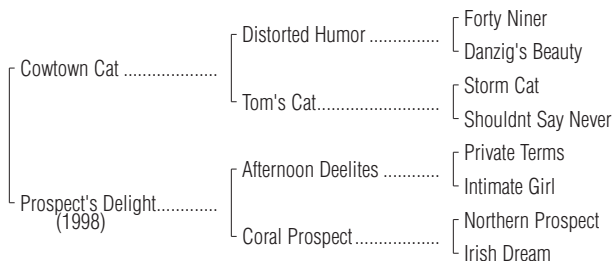 Forty Niner
Distorted Humor ..................
Danzig's Beauty
Cowtown Cat ....................
Storm Cat
Tom's Cat..........................
Shouldnt Say Never
Private Terms
Afternoon Deelites ............
Intimate Girl
Prospect's Delight.............
(1998)
Northern Prospect
Coral Prospect..................
Irish Dream